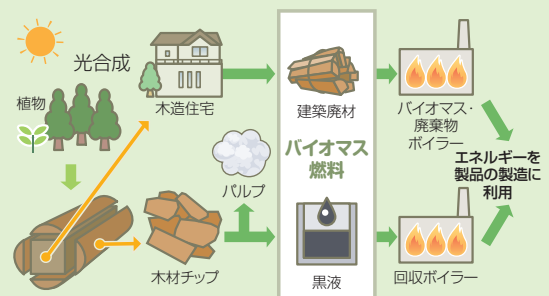 光合成
植物
木造住宅
建築廃材
バイオマス・
廃棄物
ボイラー
バイオマス
燃料
エネルギーを
製品の製造に
利用
パルプ
木材チップ
黒液
回収ボイラー